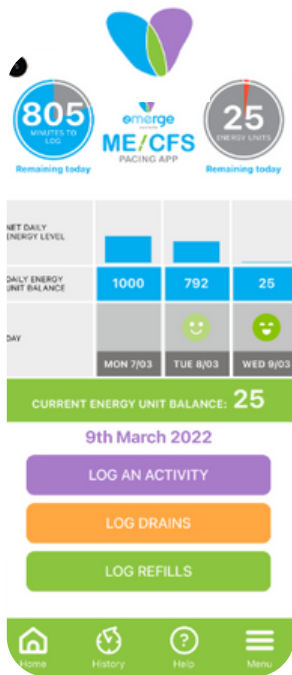 805
MINUTES TO
LOG
Remaining today
emerge
ME/CFS
PACING APP
25
ENERGY UNITS
Remaining today
NET DAILY
ENERGY LEVEL
DAILY ENERGY
UNIT BALANCE
1000
792
25
DAY
MON 7/03
TUE 8/03
WED 9/03
CURRENT ENERGY UNIT BALANCE: 25
9th March 2022
LOG AN ACTIVITY
LOG DRAINS
LOG REFILLS
Home
History
Help
Menu